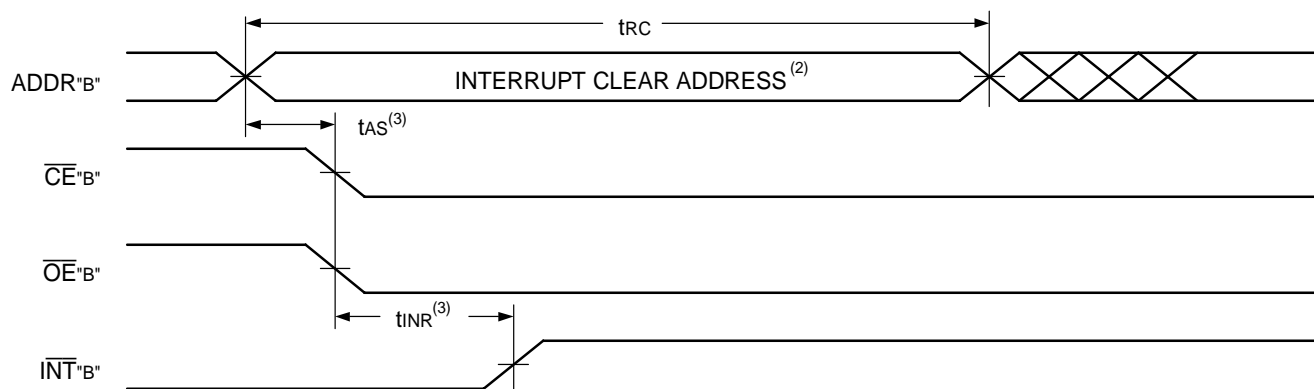 tRC
ADDR"B"
INTERRUPT CLEAR ADDRESS(2)
tAS(3)
CE"B"
OE"B"
tINR(3)
INT"B"